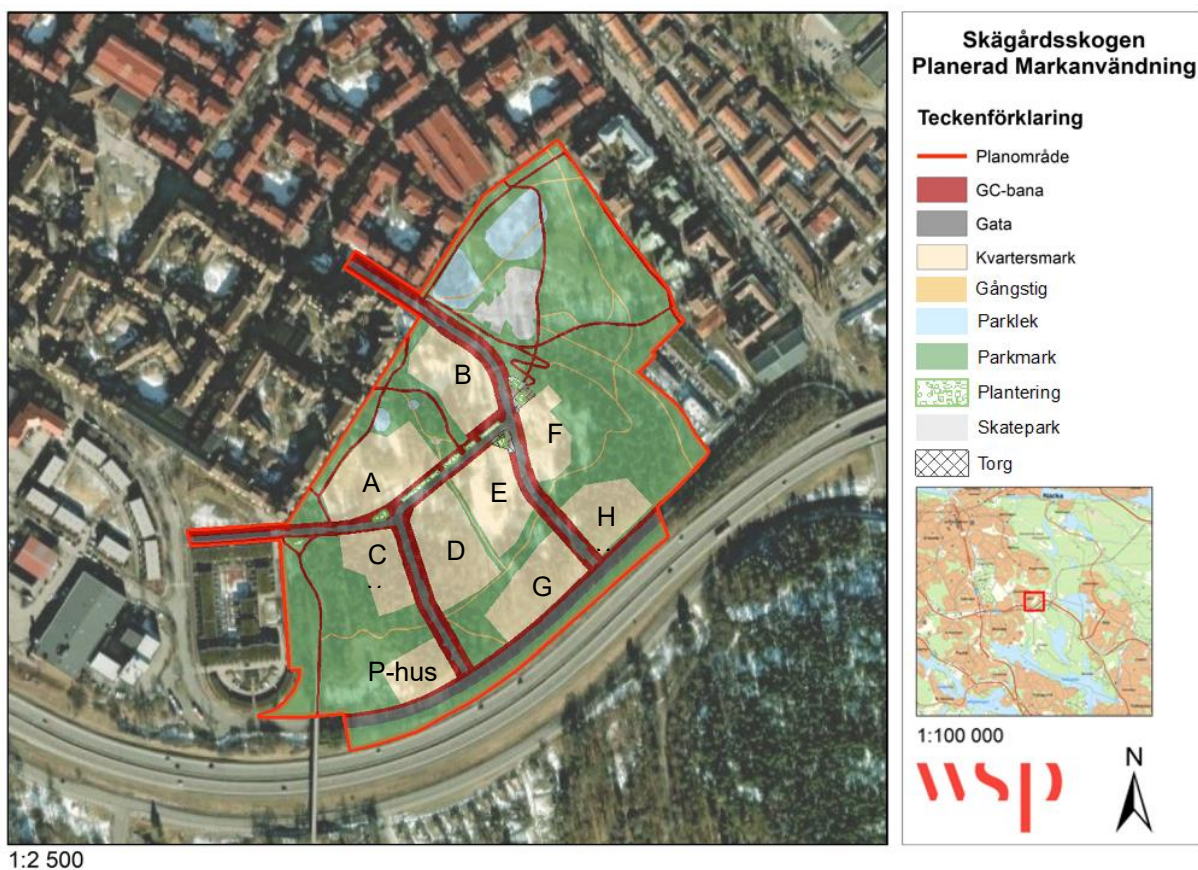 Skägårdsskogen
Planerad Markanvändning
Teckenförklaring
Planområde
GC-bana
Gata
Kvartersmark
Gångstig
Parklek
Parkmark
Plantering
Skatepark
Torg
B
F
A
E
H
C
D
G
P-hus
Nacka
1:100 000
wsp
N
1:2 500